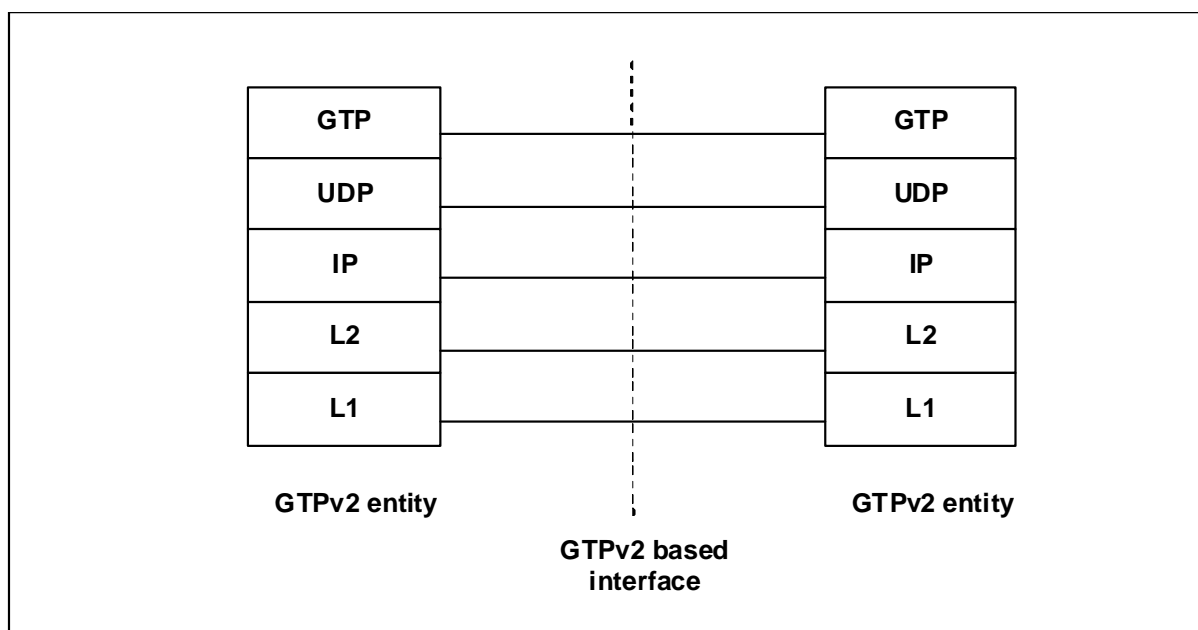 GTP
GTP
UDP
UDP
IP
IP
L2
L2
L1
L1
GTPv2 entity
GTPv2 entity
GTPv2 based
interface